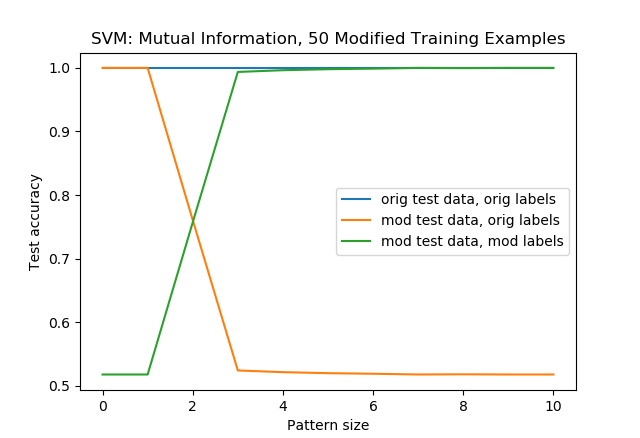 SVM: Mutual Information, 50 Modified Training Examples
1.0
0.9
0.8
0.7
0.6
0.5
Test accuracy
orig test data, orig labels
mod test data, orig labels
mod test data, mod labels
0 2 4 6 8 10
Pattern size